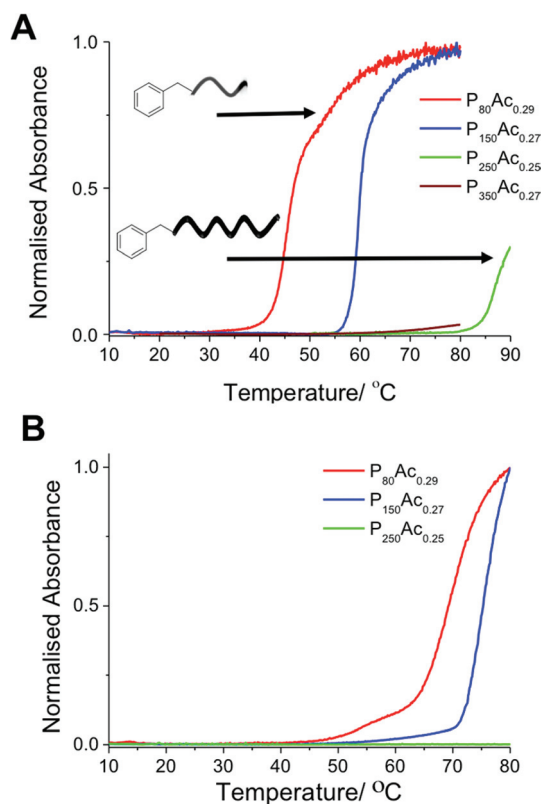 A
Normalised Absorbance
1.0
0.5
0.0
P80Ac0.29
P150Ac0.27
P250Ac0.25
P350Ac0.27
10 20 30 40 50 60 70 80 90
Temperature/ °C
B
Normalised Absorbance
1.0
0.5
0.0
P80Ac0.29
P150Ac0.27
P250Ac0.25
10 20 30 40 50 60 70 80
Temperature/ °C